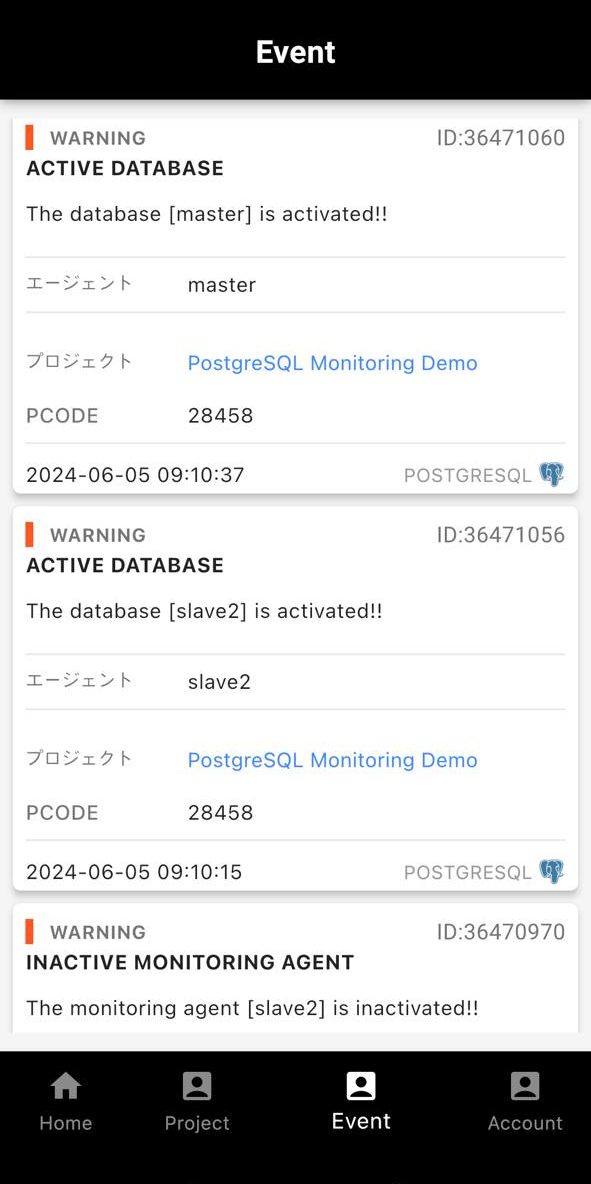 Event
WARNING ID:36471060
ACTIVE DATABASE
The database [master] is activated!!
エージェント master
プロジェクト PostgreSQL Monitoring Demo
PCODE 28458
2024-06-05 09:10:37 POSTGRESQL
WARNING ID:36471056
ACTIVE DATABASE
The database [slave2] is activated!!
エージェント slave2
プロジェクト PostgreSQL Monitoring Demo
PCODE 28458
2024-06-05 09:10:15 POSTGRESQL
WARNING ID:36470970
INACTIVE MONITORING AGENT
The monitoring agent [slave2] is inactivated!!
Home Project Event Account